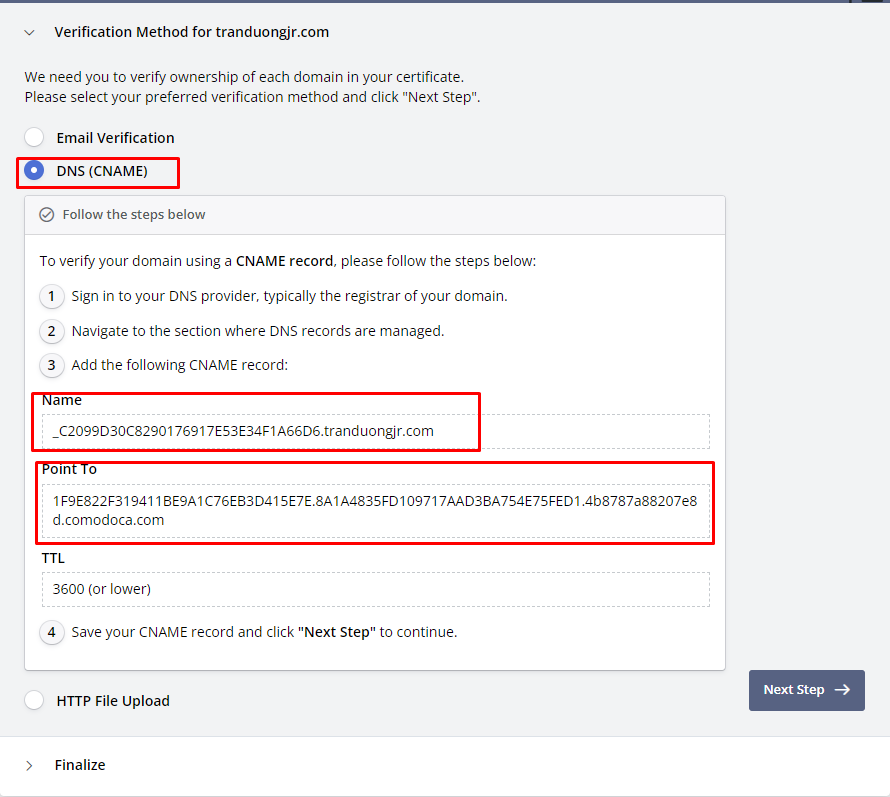 Verification Method for tranduongjr.com
We need you to verify ownership of each domain in your certificate.
Please select your preferred verification method and click "Next Step".
Email Verification
DNS (CNAME)
Follow the steps below
To verify your domain using a CNAME record, please follow the steps below:
1 Sign in to your DNS provider, typically the registrar of your domain.
2 Navigate to the section where DNS records are managed.
3 Add the following CNAME record:
Name
_C2099D30C8290176917E53E34F1A66D6.tranduongjr.com
Point To
1F9E822F319411BE9A1C76EB3D415E7E.8A1A4835FD109717AAD3BA754E75FED1.4b8787a88207e8
d.comodoca.com
TTL
3600 (or lower)
4 Save your CNAME record and click "Next Step" to continue.
HTTP File Upload
Next Step
Finalize